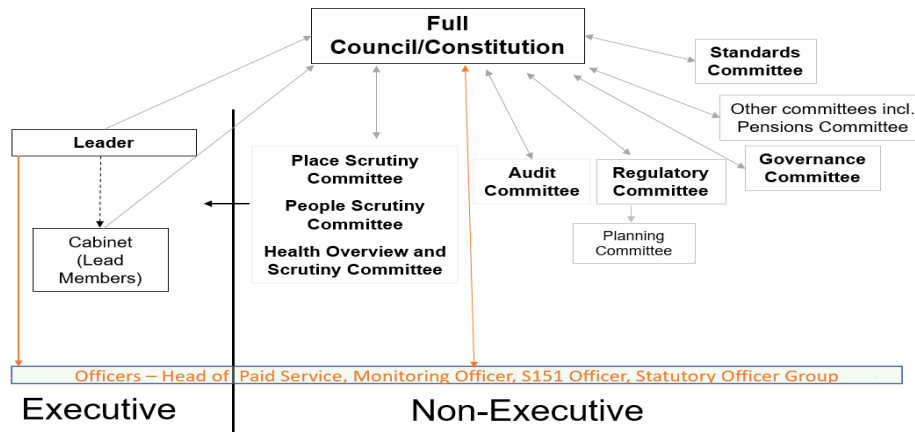 Full
Council/Constitution
Standards
Committee
Other committees incl.
Pensions Committee
Leader
Place Scrutiny
Committee
People Scrutiny
Committee
Health Overview and
Scrutiny Committee
Audit
Committee
Regulatory
Committee
Governance
Committee
Cabinet
(Lead
Members)
Planning
Committee
Officers – Head of Paid Service, Monitoring Officer, S151 Officer, Statutory Officer Group
Executive
Non-Executive